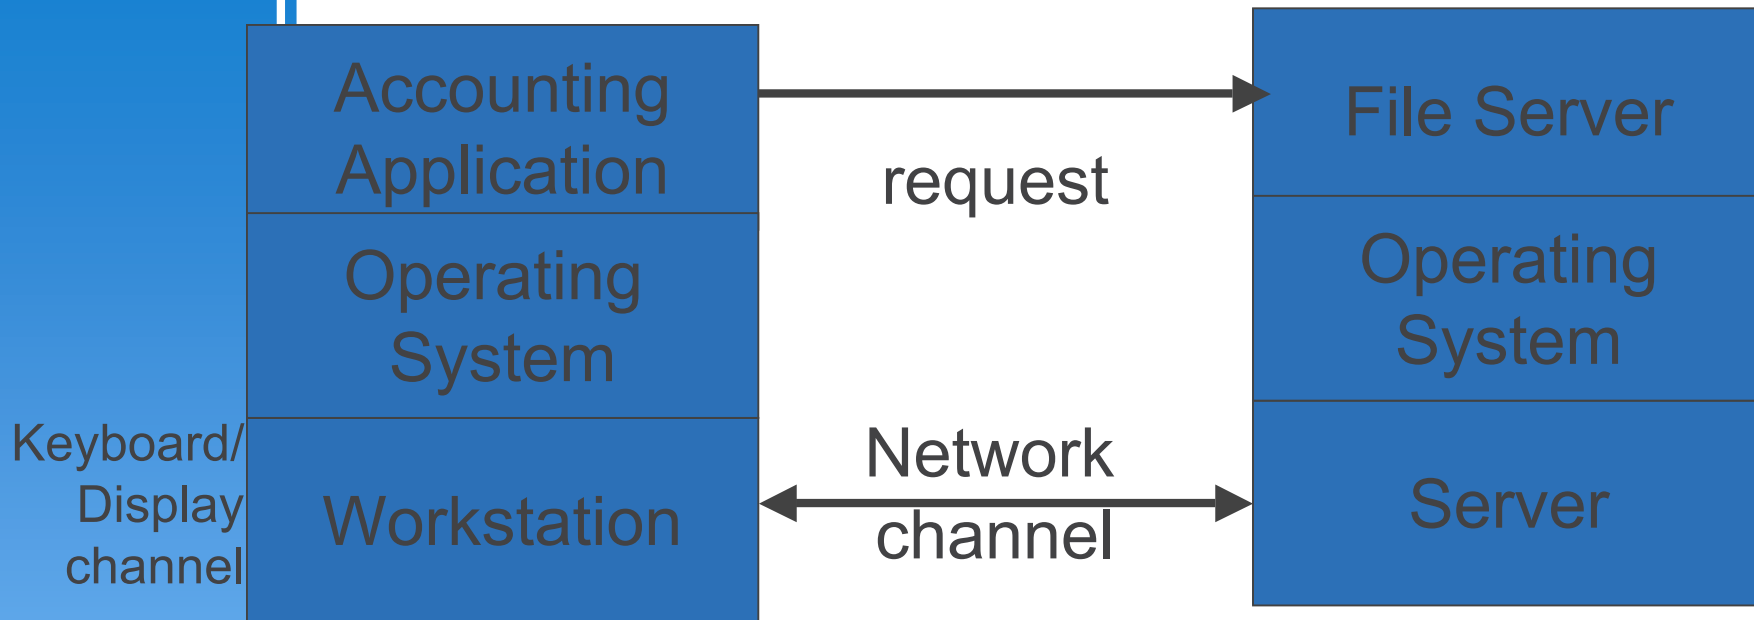 Accounting
Application
request
File Server
Operating
System
Operating
System
Keyboard/
Display
channel
Workstation
Network
channel
Server